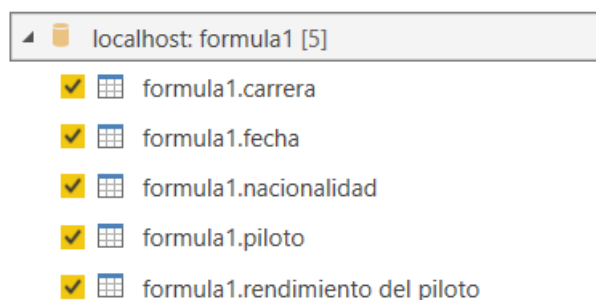 localhost: formula1 [5]
formula1.carrera
formula1.fecha
formula1.nacionalidad
formula1.piloto
formula1.rendimiento del piloto